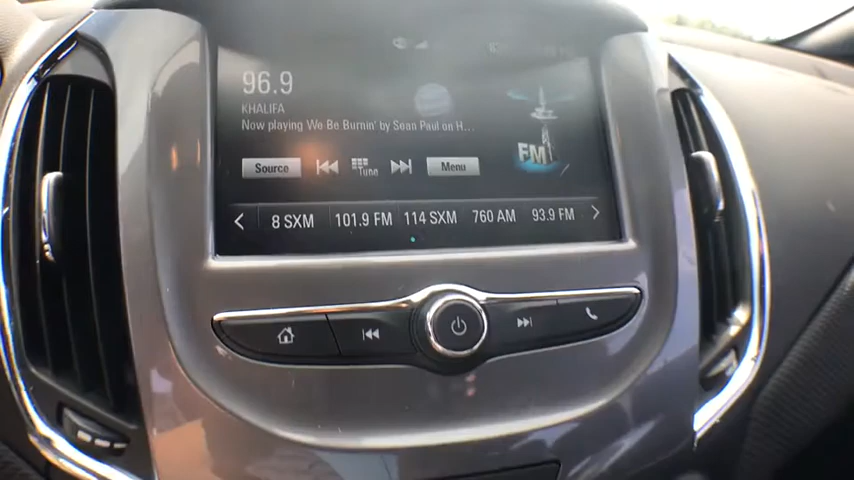 96.9
KHALIFA
Now playing 'We Be Burnin' by Sean Paul on H...
FM
Source
Tune
Menu
8 SXM
101.9 FM
114 SXM
760 AM
93.9 FM